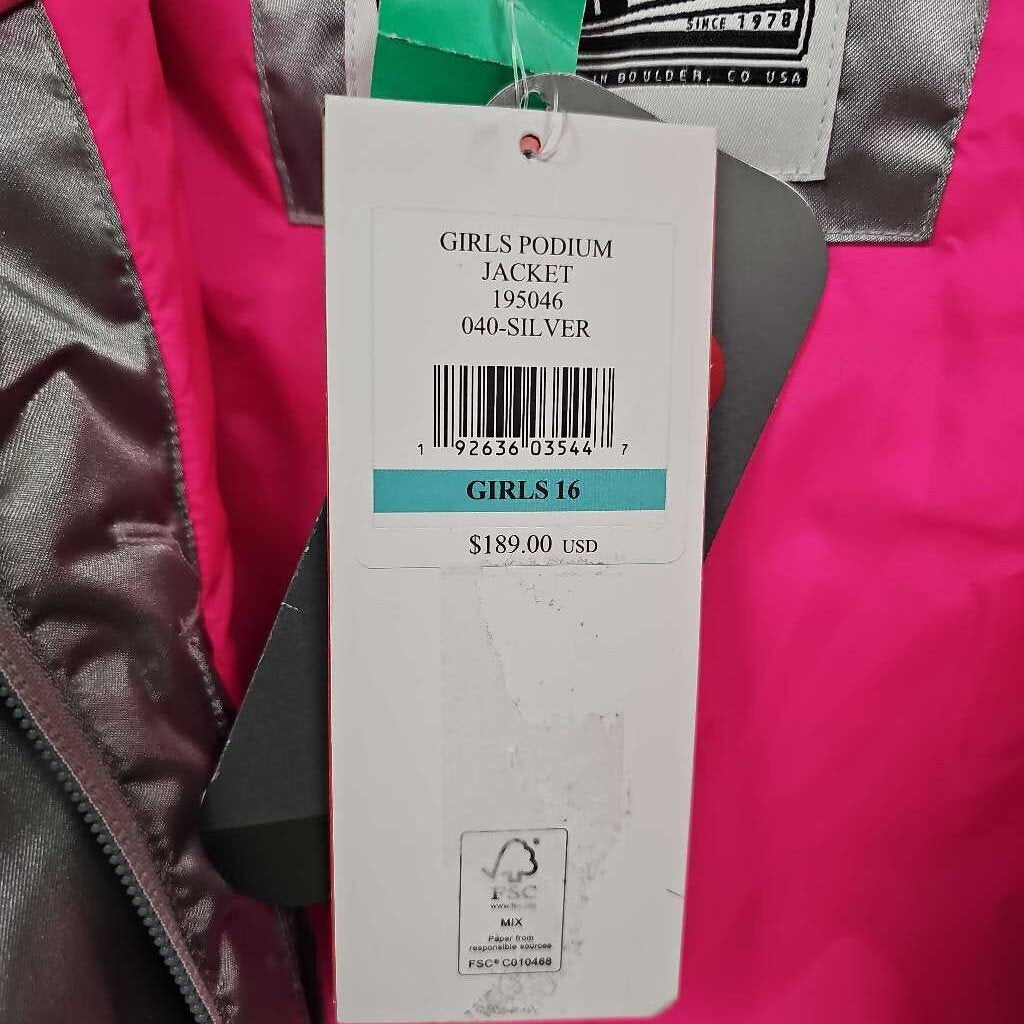 SINCE 1978
IN BOULDER, CO USA
GIRLS PODIUM
JACKET
195046
040-SILVER
1 92636 03544 7
GIRLS 16
$189.00 USD
FSC
MIX
Paper from
responsible sources
FSC® C010468